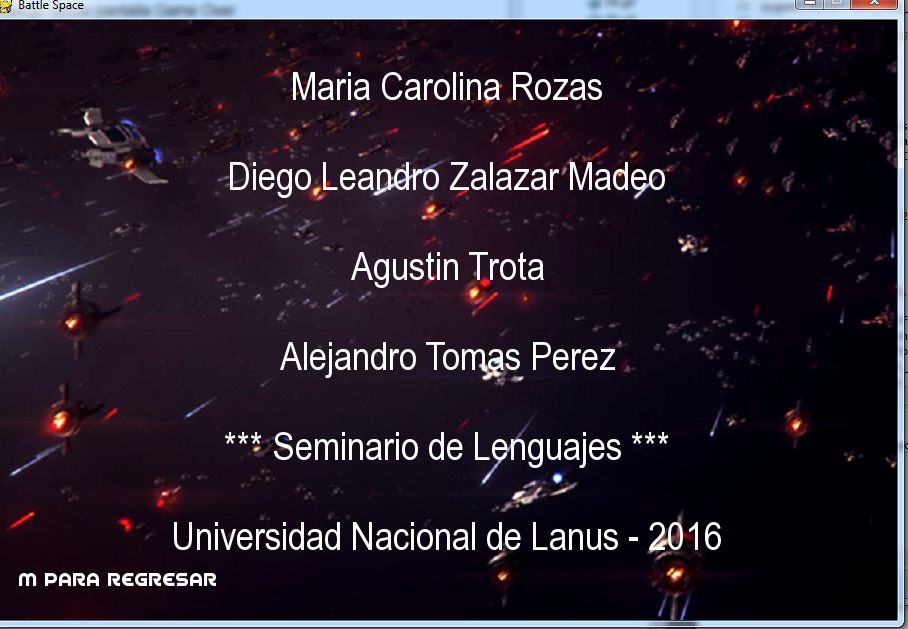 Battle Space
Maria Carolina Rozas
Diego Leandro Zalazar Madeo
Agustin Trota
Alejandro Tomas Perez
*** Seminario de Lenguajes ***
Universidad Nacional de Lanus - 2016
M PARA REGRESAR